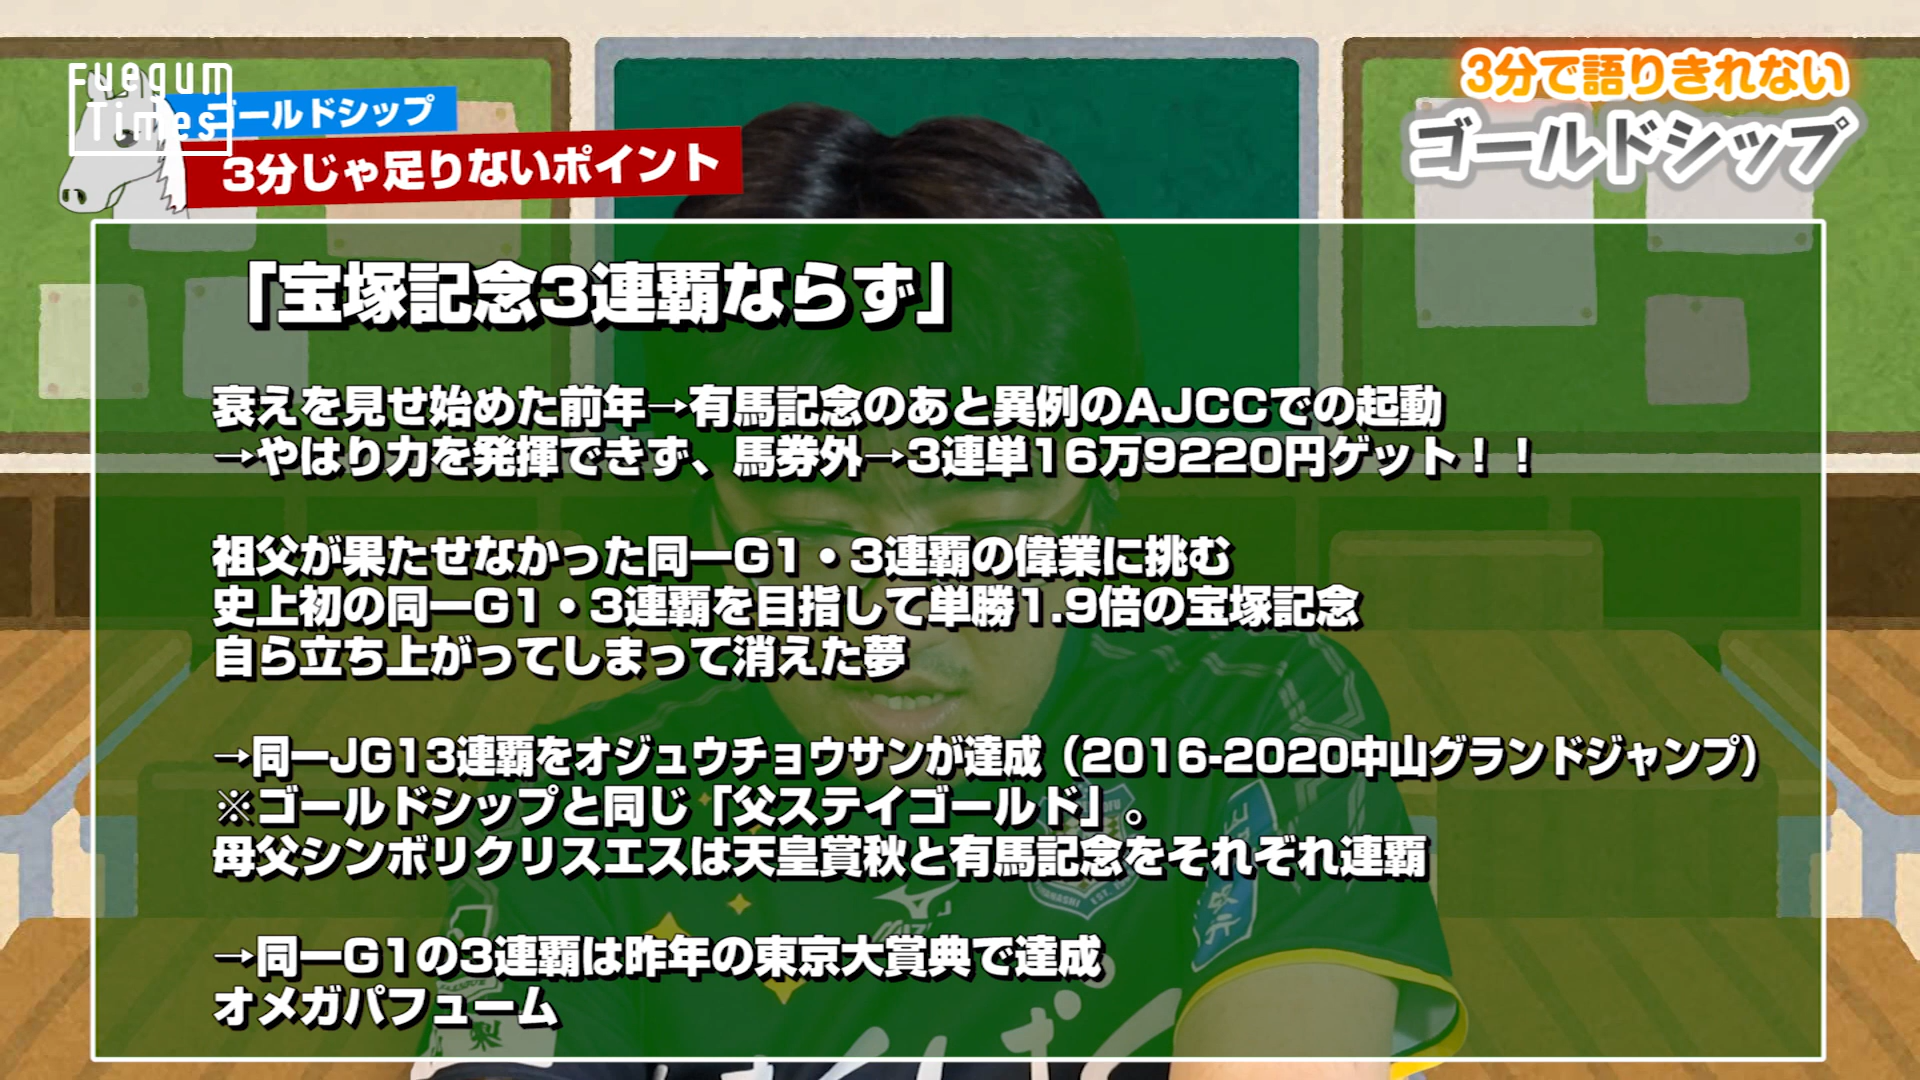 Fuegum
Times
ゴールドシップ
3分じゃ足りないポイント
3分で語りきれない
ゴールドシップ
「宝塚記念3連覇ならず」
衰えを見せ始めた前年→有馬記念のあと異例のAJCCでの起動
→やはり力を発揮できず、馬券外→3連単16万9220円ゲット！！
祖父が果たせなかった同一G1・3連覇の偉業に挑む
史上初の同一G1・3連覇を目指して単勝1.9倍の宝塚記念
自ら立ち上がってしまって消えた夢
→同一JG13連覇をオジュウチョウサンが達成（2016-2020中山グランドジャンプ）
※ゴールドシップと同じ「父ステイゴールド」。
母父シンボリクリスエスは天皇賞秋と有馬記念をそれぞれ連覇
→同一G1の3連覇は昨年の東京大賞典で達成
オメガパフューム